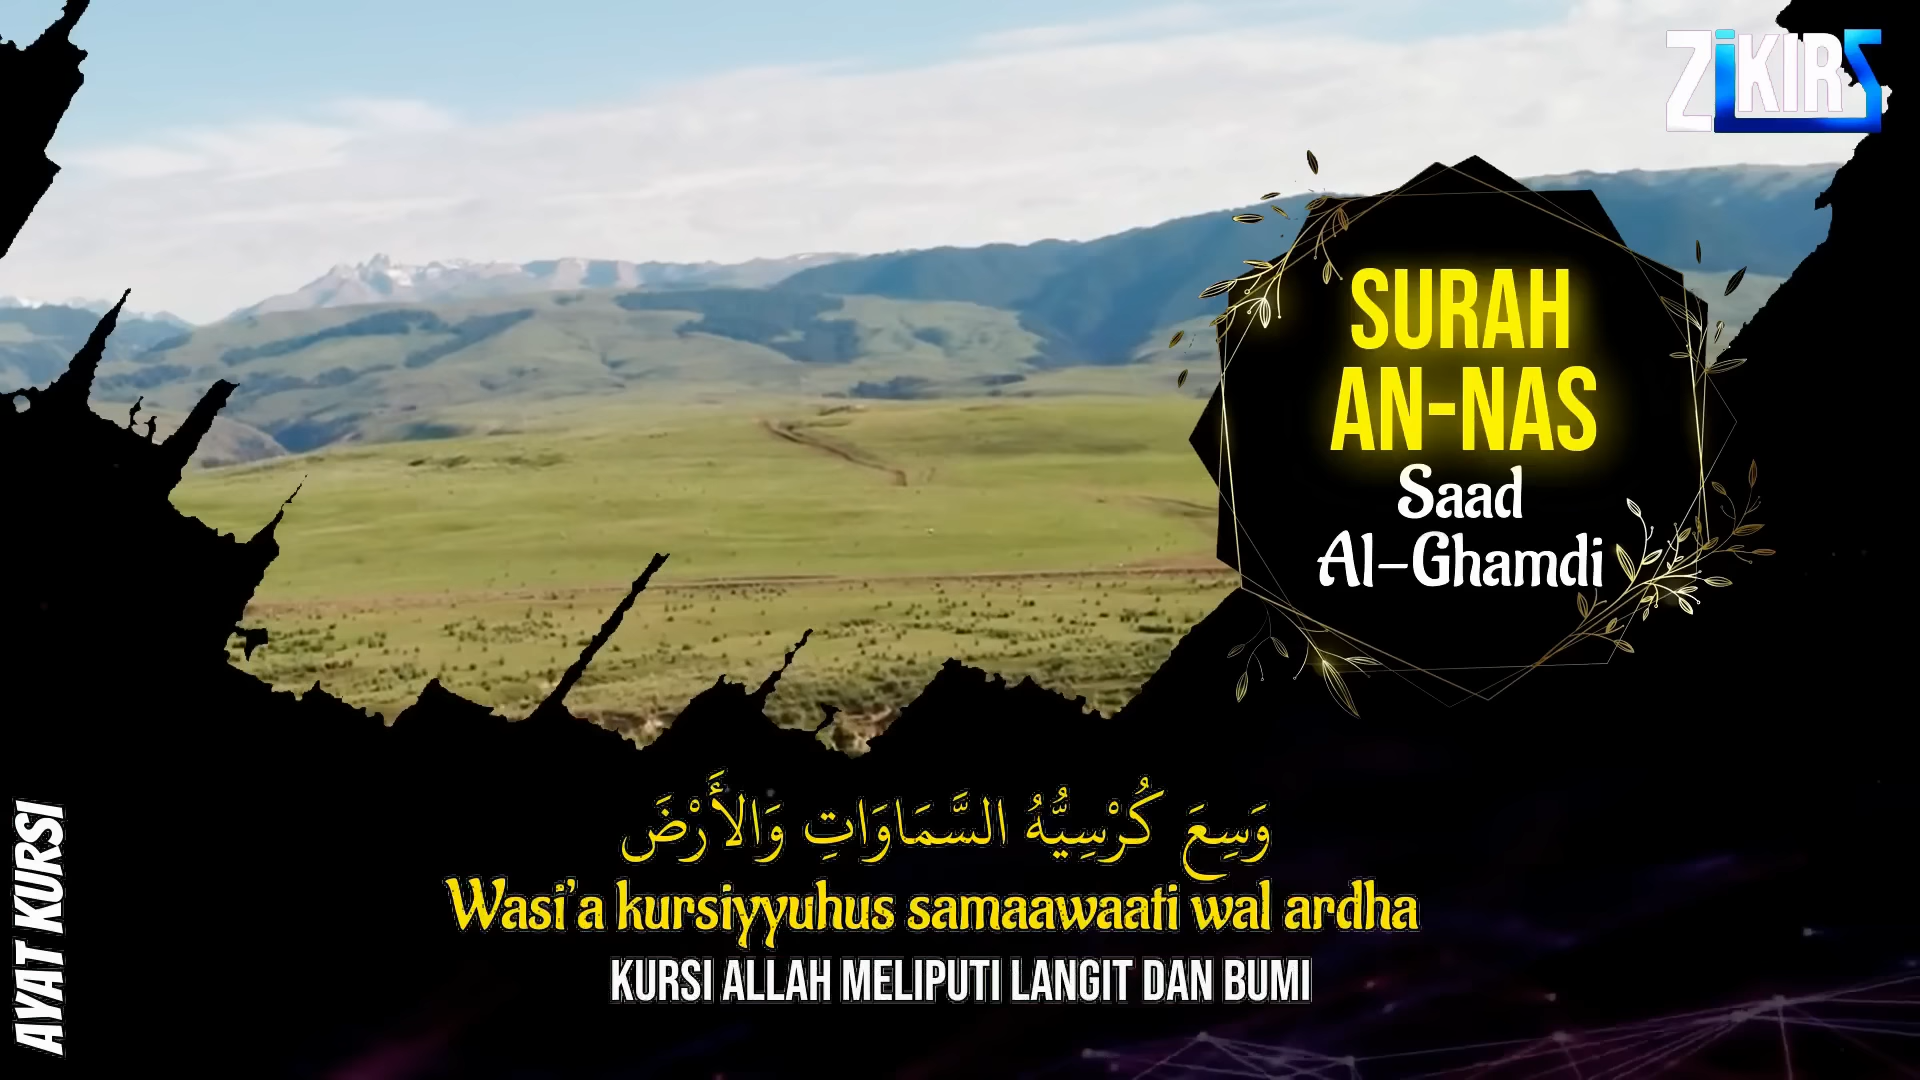 ZIKIRS
SURAH
AN-NAS
Saad
Al-Ghamdi
وَسِعَ كُرْسِيُّهُ السَّمَاوَاتِ وَالأَرْضَ
Wasi'a kursiyyuhus samaawaati wal ardha
KURSI ALLAH MELIPUTI LANGIT DAN BUMI
AYAT KURSI